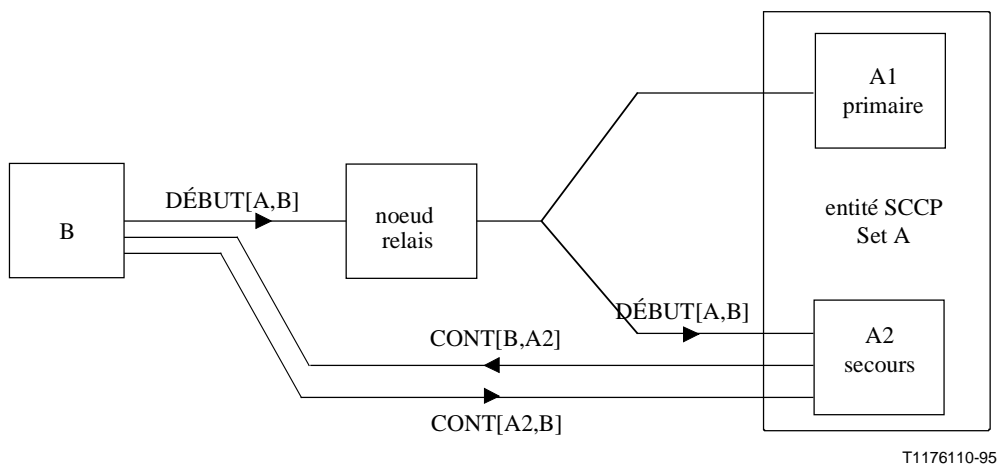 A1
primaire
DÉBUT[A,B]
B
noeud
relais
entité SCCP
Set A
DÉBUT[A,B]
CONT[B,A2]
A2
secours
CONT[A2,B]
T1176110-95